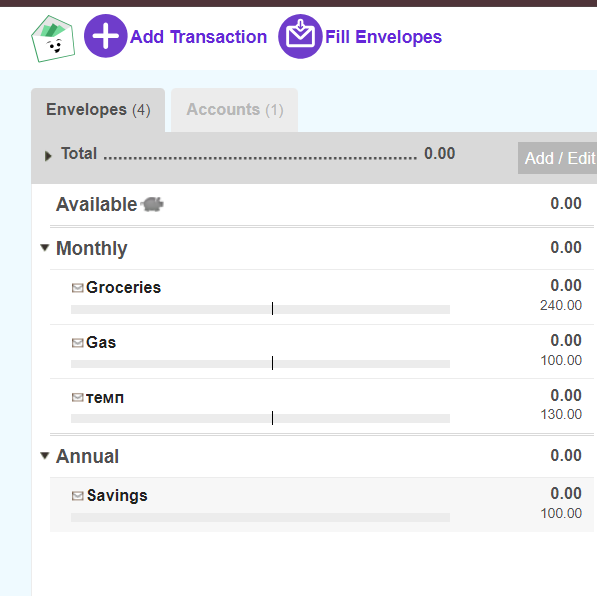 Add Transaction Fill Envelopes
Envelopes (4) Accounts (1)
Total ........................................................ 0.00 Add / Edit
Available 0.00
Monthly 0.00
Groceries 0.00
240.00
Gas 0.00
100.00
темп 0.00
130.00
Annual 0.00
Savings 0.00
100.00